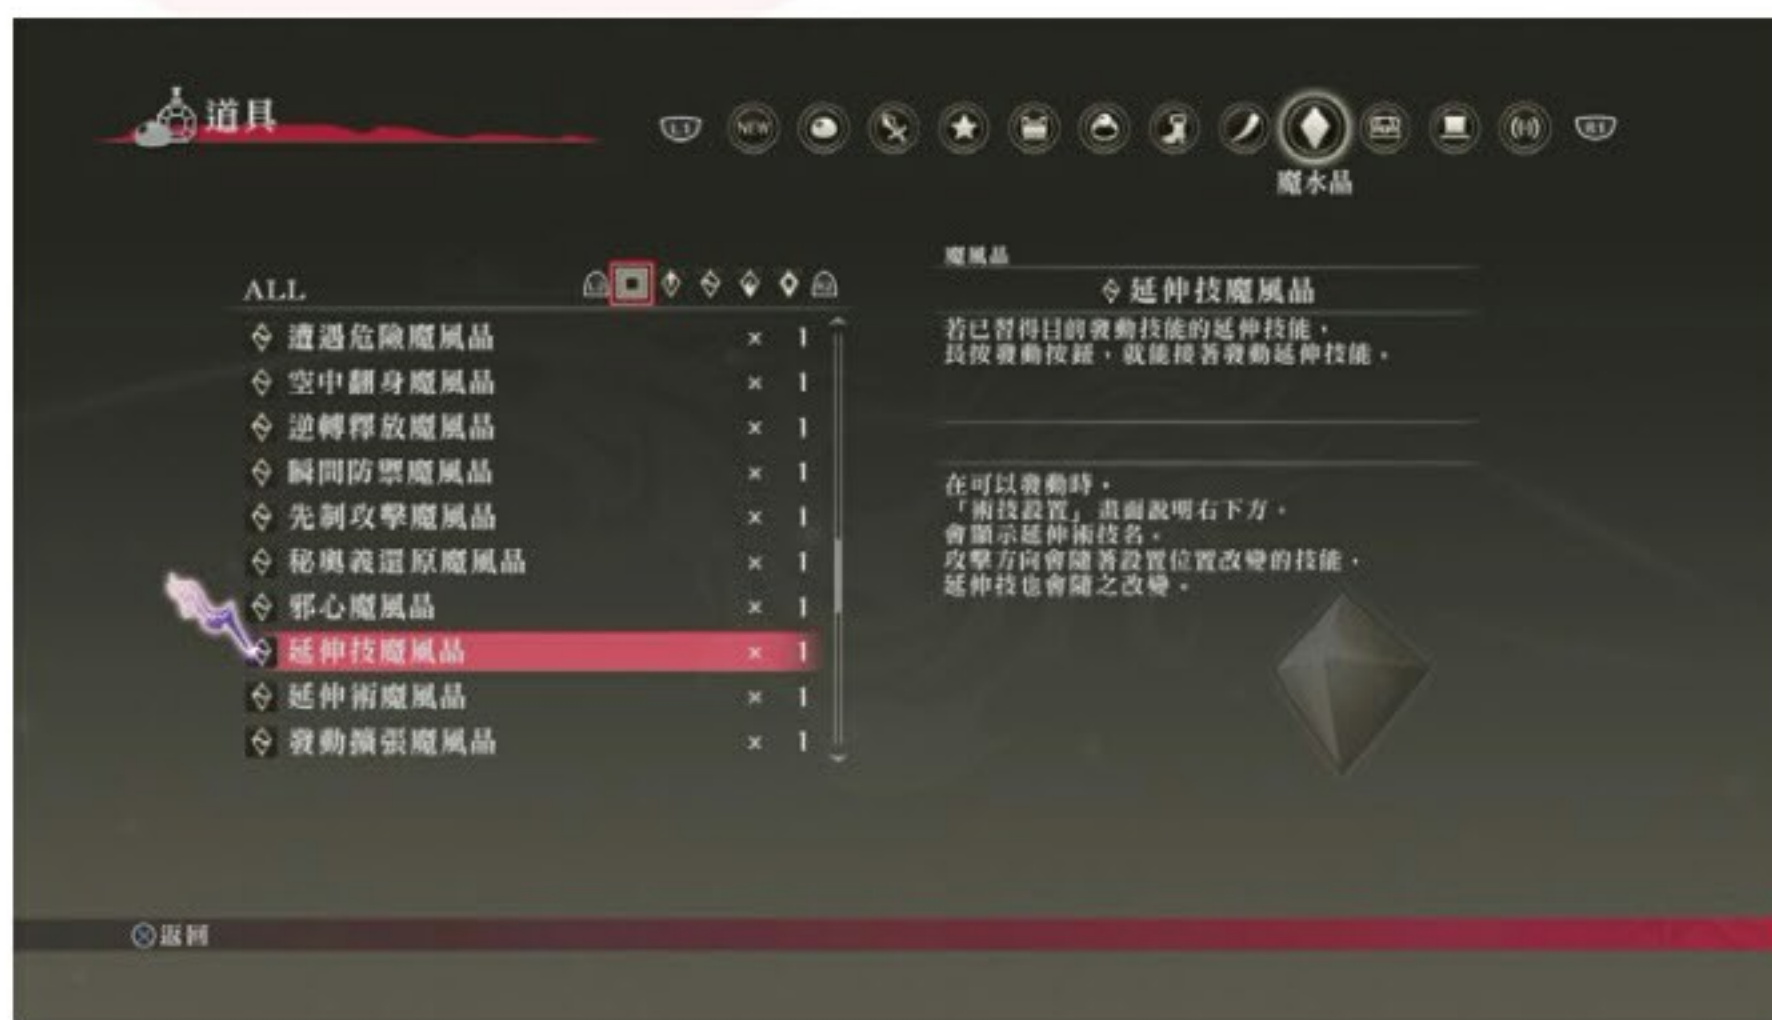 道具
L1
NEW
R1
魔水晶
ALL
L2
R2
遭遇危險魔風晶 × 1
空中翻身魔風晶 × 1
逆轉釋放魔風晶 × 1
瞬間防禦魔風晶 × 1
先制攻擊魔風晶 × 1
秘奧義還原魔風晶 × 1
邪心魔風晶 × 1
延伸技魔風晶 × 1
延伸術魔風晶 × 1
發動擴張魔風晶 × 1
魔風晶
延伸技魔風晶
若已習得目前發動技能的延伸技能,
長按發動按鈕,就能接著發動延伸技能。
在可以發動時,
「術技設置」畫面說明右下方,
會顯示延伸術技名。
攻擊方向會隨著設置位置改變的技能,
延伸技也會隨之改變。
返回